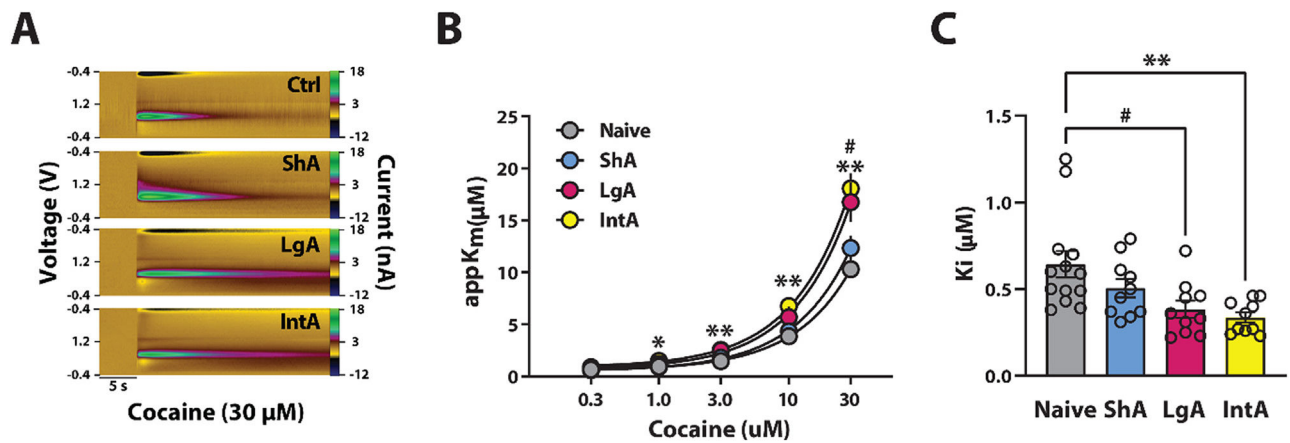 A
B
C
-0.4
18
Ctrl
1.2
3
-0.4
-12
-0.4
18
ShA
1.2
3
-0.4
-12
-0.4
18
LgA
1.2
3
-0.4
-12
-0.4
18
IntA
1.2
3
-0.4
-12
Voltage (V)
Current (nA)
5 s
Cocaine (30 µM)
appKm(µM)
25
20
15
10
5
0
Naive
ShA
LgA
IntA
*
**
**
#
**
0.3 1.0 3.0 10 30
Cocaine (uM)
Ki (µM)
1.5
1.0
0.5
0.0
**
#
Naive ShA LgA IntA